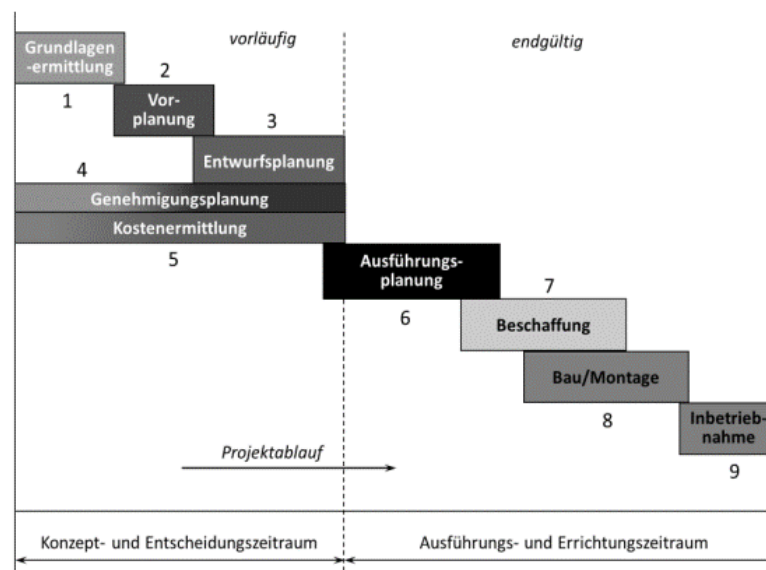 vorläufig
endgültig
Grundlagen
-ermittlung
1
2
Vor-
planung
3
Entwurfsplanung
4
Genehmigungsplanung
Kostenermittlung
5
Ausführungs-
planung
6
7
Beschaffung
Bau/Montage
8
Inbetrieb-
nahme
9
Projektablauf
Konzept- und Entscheidungszeitraum
Ausführungs- und Errichtungszeitraum